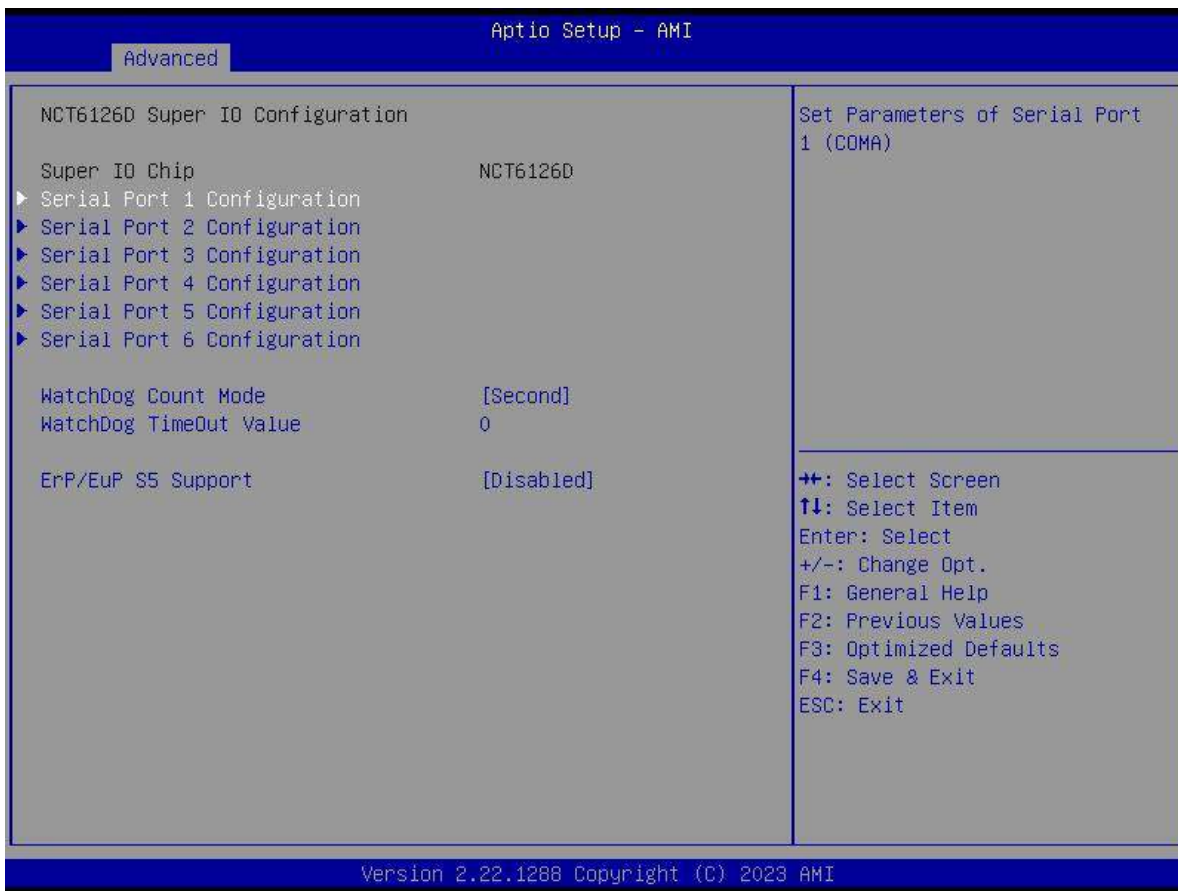 Aptio Setup – AMI
Advanced
NCT6126D Super IO Configuration
Super IO Chip NCT6126D
Serial Port 1 Configuration
Serial Port 2 Configuration
Serial Port 3 Configuration
Serial Port 4 Configuration
Serial Port 5 Configuration
Serial Port 6 Configuration
WatchDog Count Mode [Second]
WatchDog TimeOut Value 0
ErP/EuP S5 Support [Disabled]
Set Parameters of Serial Port
1 (COMA)
→←: Select Screen
↑↓: Select Item
Enter: Select
+/-: Change Opt.
F1: General Help
F2: Previous Values
F3: Optimized Defaults
F4: Save & Exit
ESC: Exit
Version 2.22.1288 Copyright (C) 2023 AMI